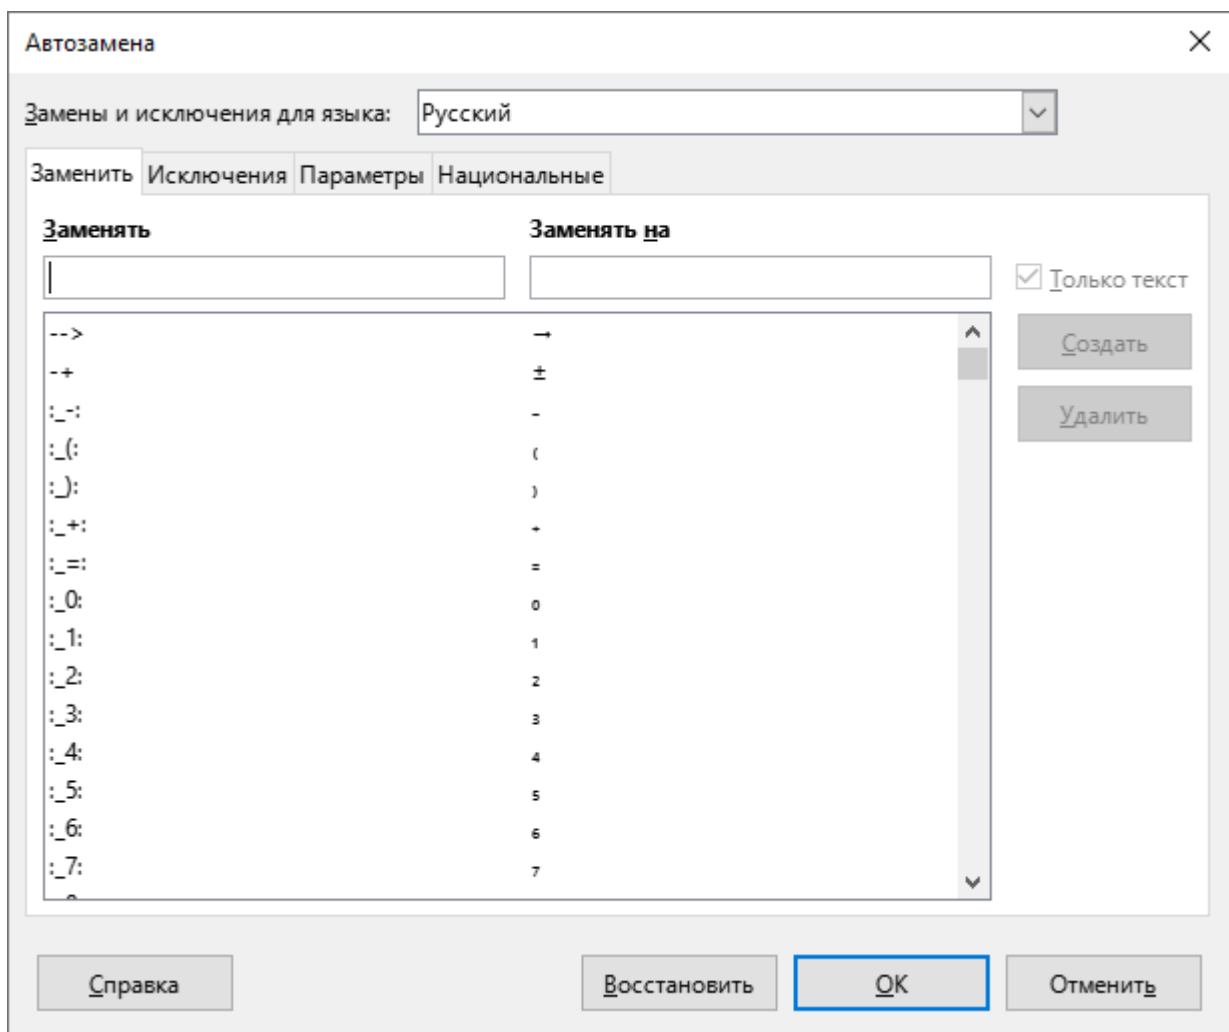 Автозамена
Замены и исключения для языка: Русский
Заменить Исключения Параметры Национальные
Заменять Заменять на
Только текст
--> →
-+ ±
:_-: ₋
:_(: ₍
:_): ₎
:_+: ₊
:_=: ₌
:_0: ₀
:_1: ₁
:_2: ₂
:_3: ₃
:_4: ₄
:_5: ₅
:_6: ₆
:_7: ₇
Создать
Удалить
Справка Восстановить ОК Отменить